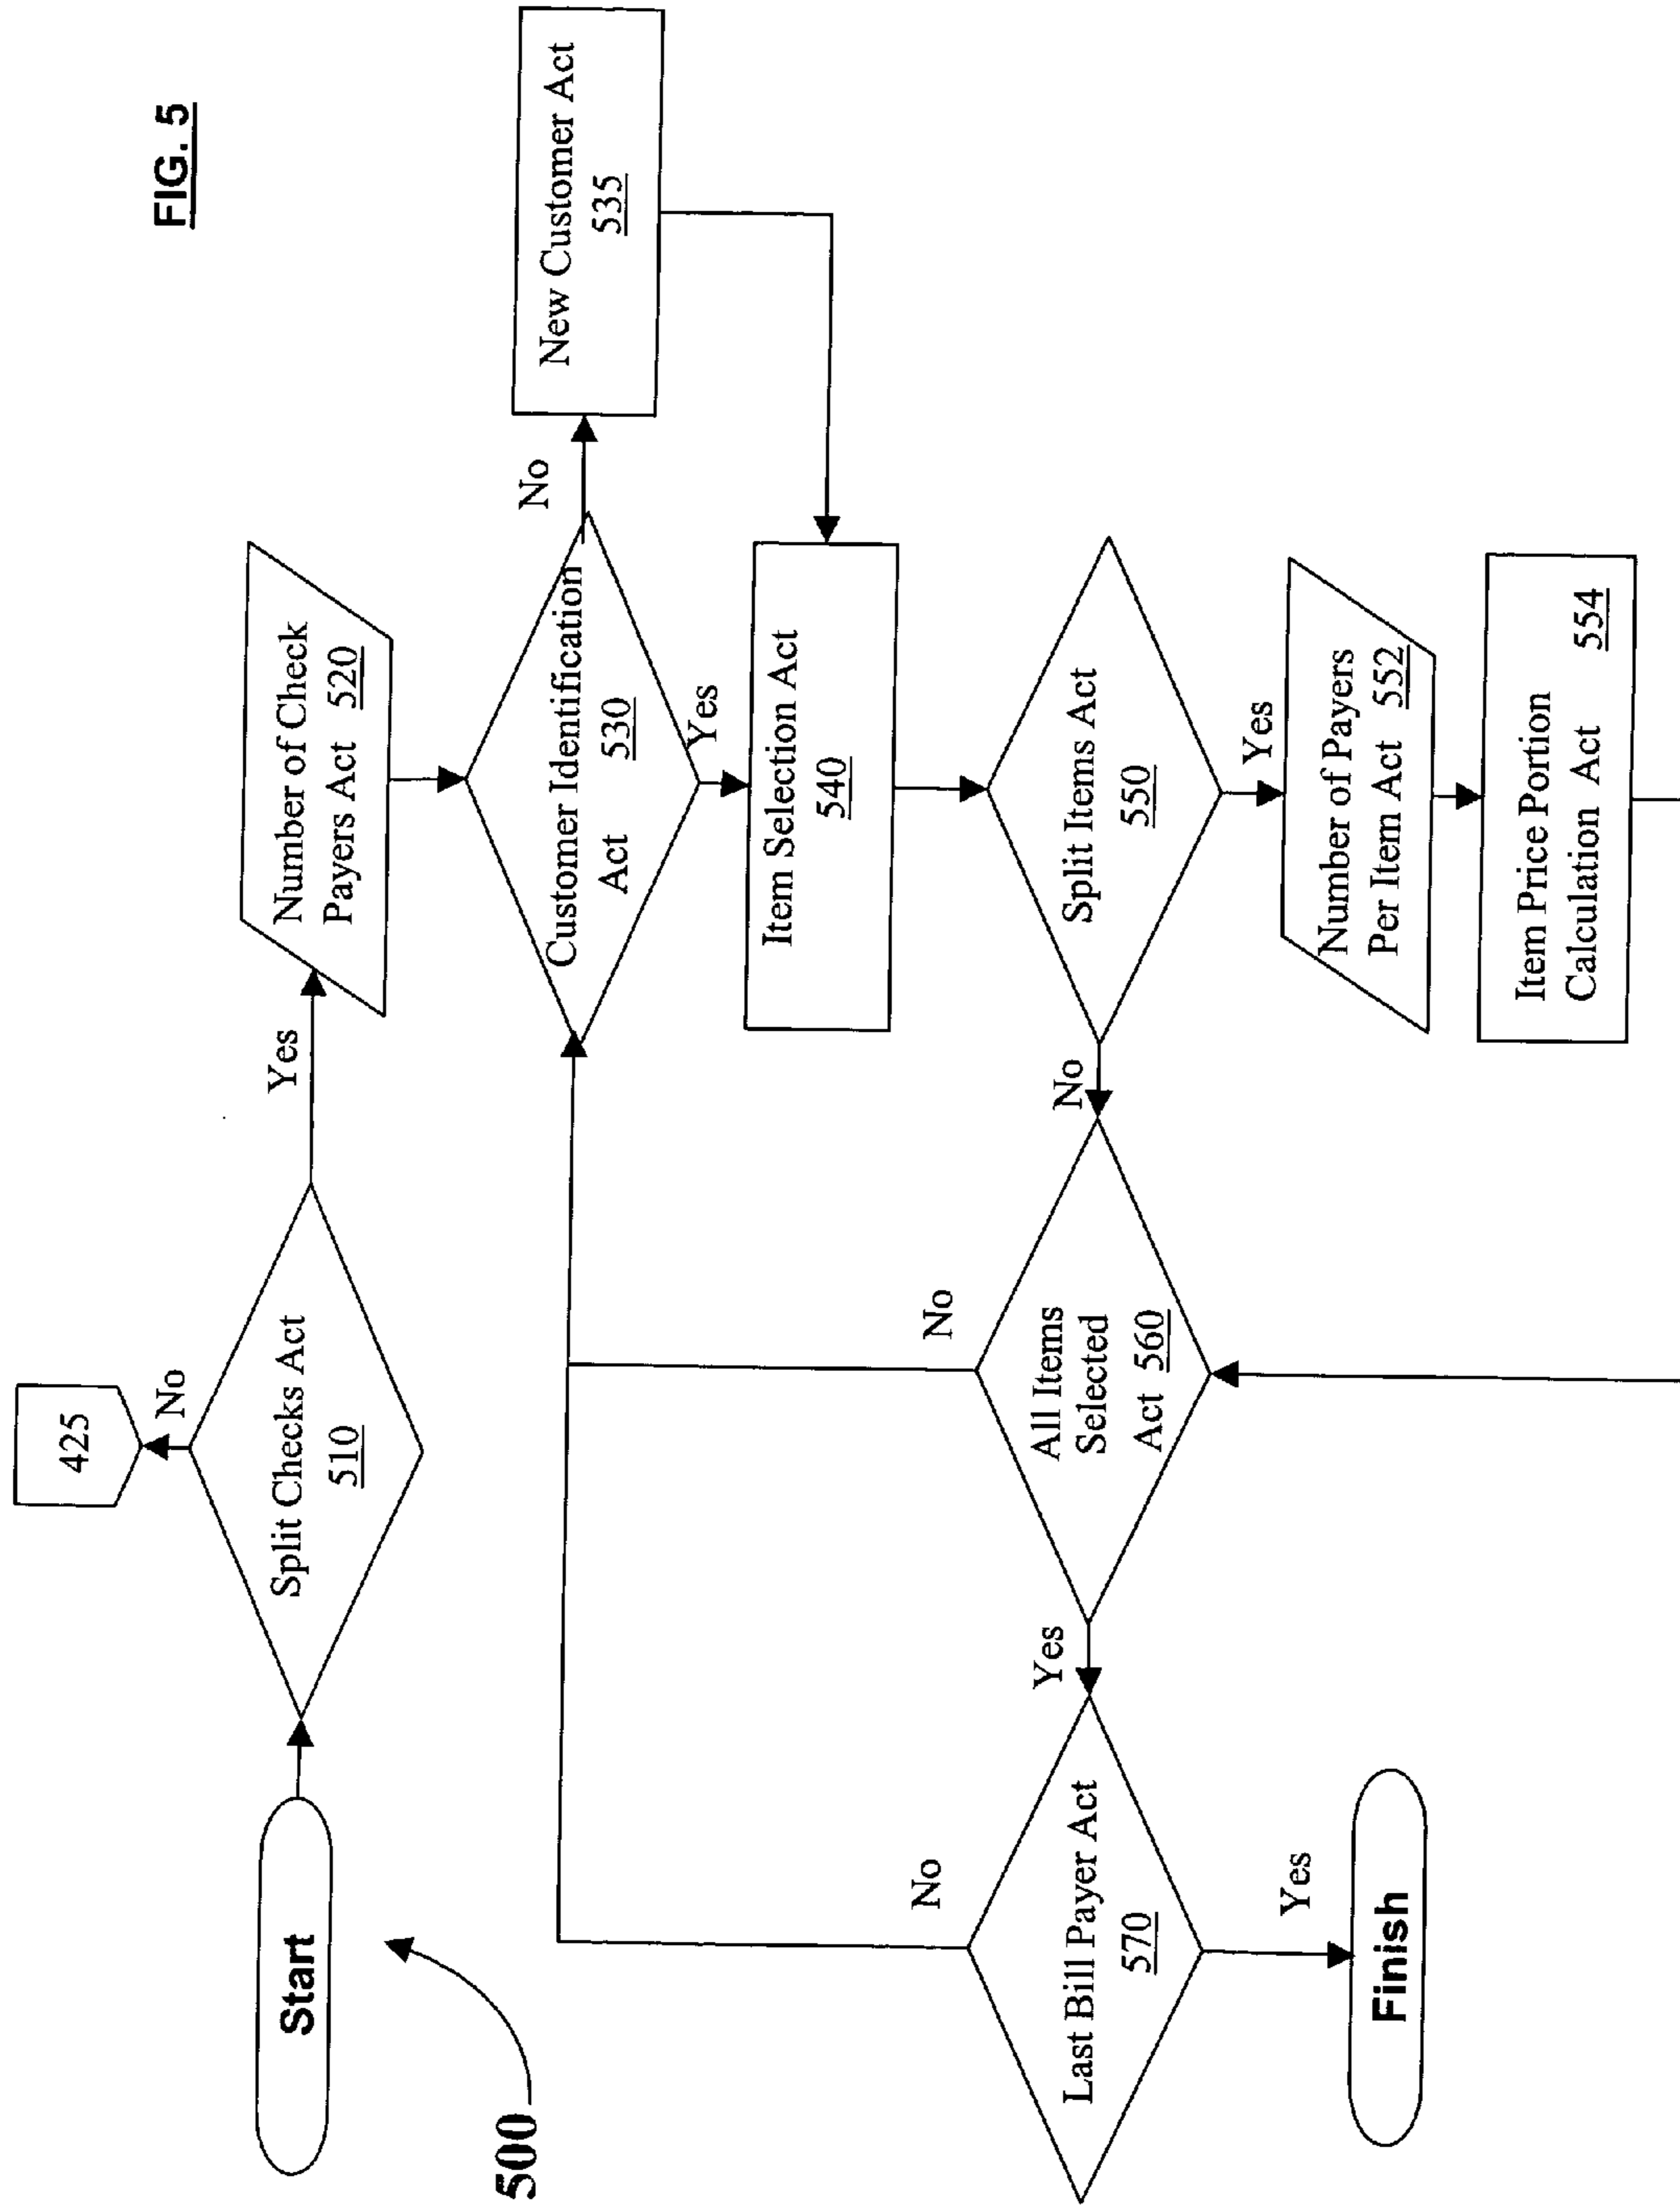 FIG. 5
425
No
Start
Split Checks Act
510
Yes
Number of Check
Payers Act 520
500
Customer Identification
530
Act
No
New Customer Act
535
Yes
Item Selection Act
540
No
No
Last Bill Payer Act
570
Yes
All Items
Selected
Act 560
No
Split Items Act
550
Yes
Yes
Finish
Number of Payers
Per Item Act 552
Item Price Portion
Calculation Act 554